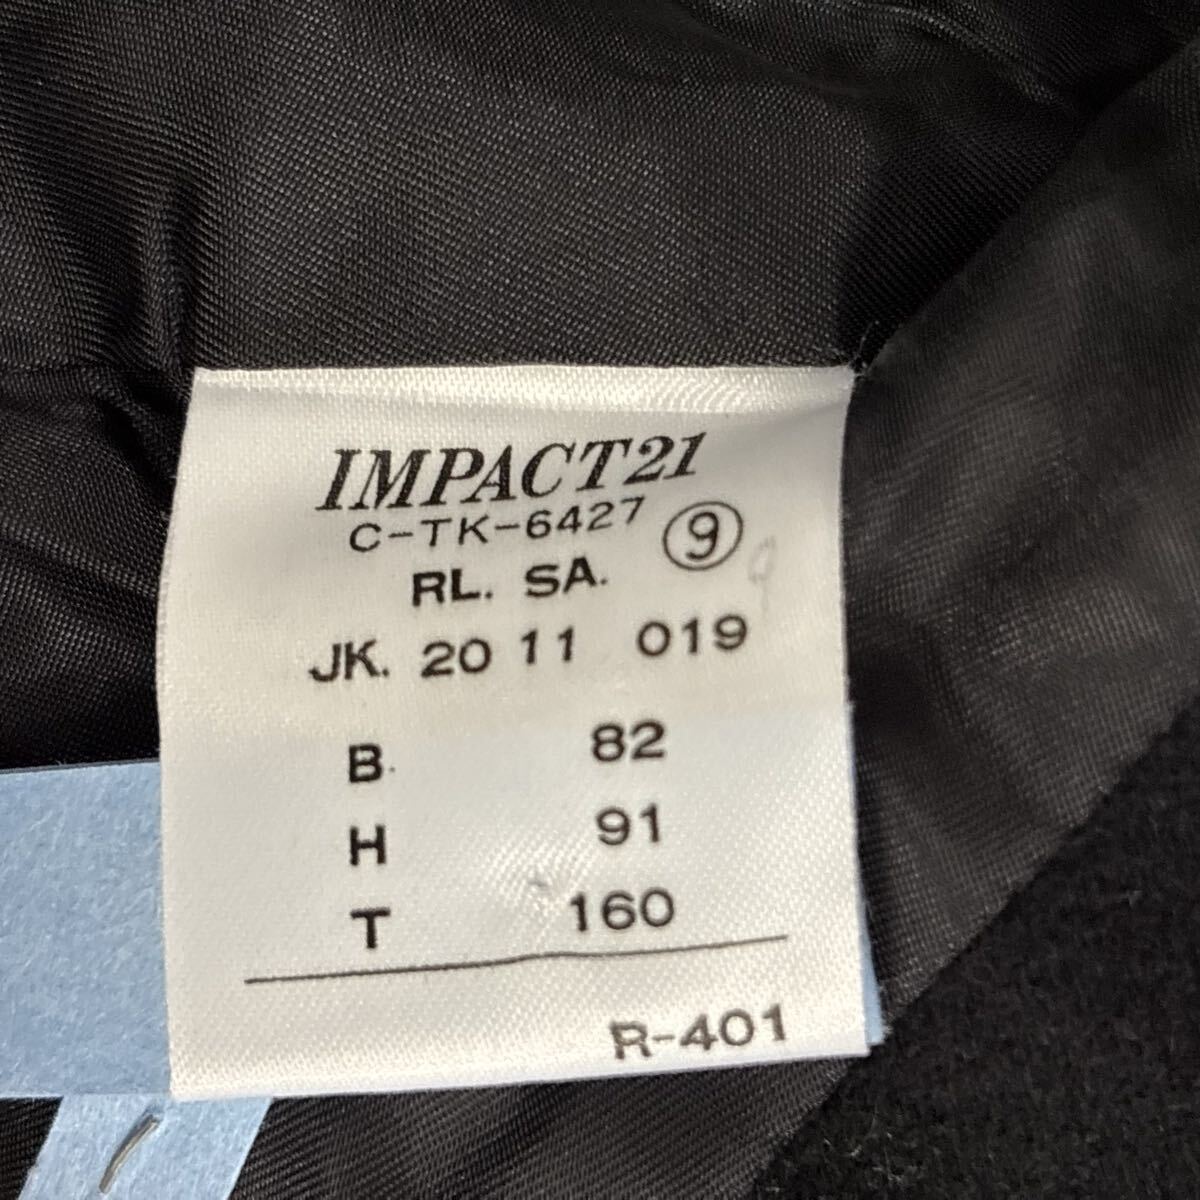 IMPACT21
C-TK-6427 ⑨
RL. SA.
JK. 20 11 019
B 82
H 91
T 160
R-401